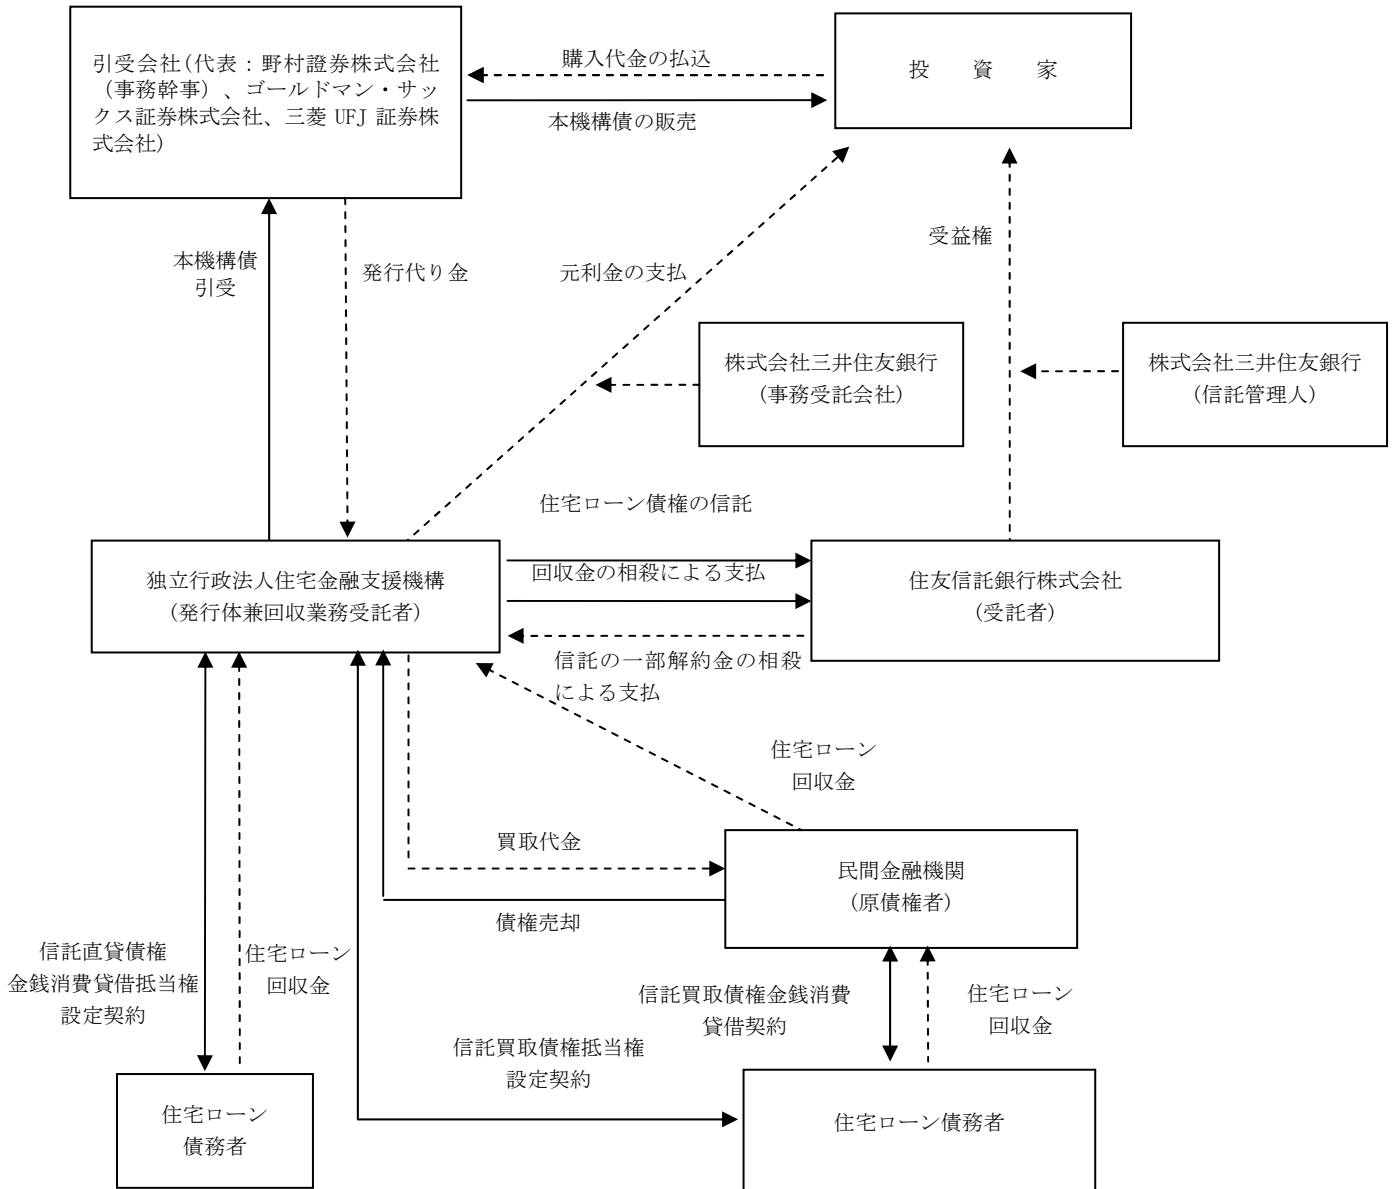 引受会社(代表:野村證券株式会社
(事務幹事)、ゴールドマン・サッ
クス証券株式会社、三菱 UFJ 証券株
式会社)
購入代金の払込
本機構債の販売
投 資 家
本機構債
引受
発行代り金
元利金の支払
受益権
株式会社三井住友銀行
(事務受託会社)
株式会社三井住友銀行
(信託管理人)
住宅ローン債権の信託
独立行政法人住宅金融支援機構
(発行体兼回収業務受託者)
回収金の相殺による支払
住友信託銀行株式会社
(受託者)
信託の一部解約金の相殺
による支払
住宅ローン
回収金
買取代金
民間金融機関
(原債権者)
債権売却
信託直貸債権
金銭消費貸借抵当権
設定契約
住宅ローン
回収金
信託買取債権金銭消費
貸借契約
住宅ローン
回収金
信託買取債権抵当権
設定契約
住宅ローン
債務者
住宅ローン債務者